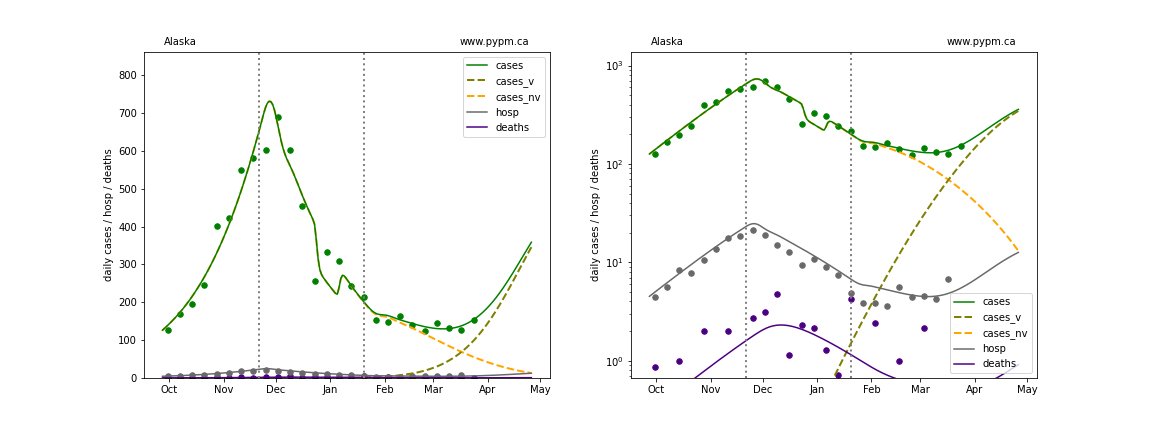 Alaska
www.pypm.ca
daily cases / hosp / deaths
800
700
600
500
400
300
200
100
0
cases
cases_v
cases_nv
hosp
deaths
Oct Nov Dec Jan Feb Mar Apr May
Alaska
www.pypm.ca
daily cases / hosp / deaths
10³
10²
10¹
10⁰
cases
cases_v
cases_nv
hosp
deaths
Oct Nov Dec Jan Feb Mar Apr May